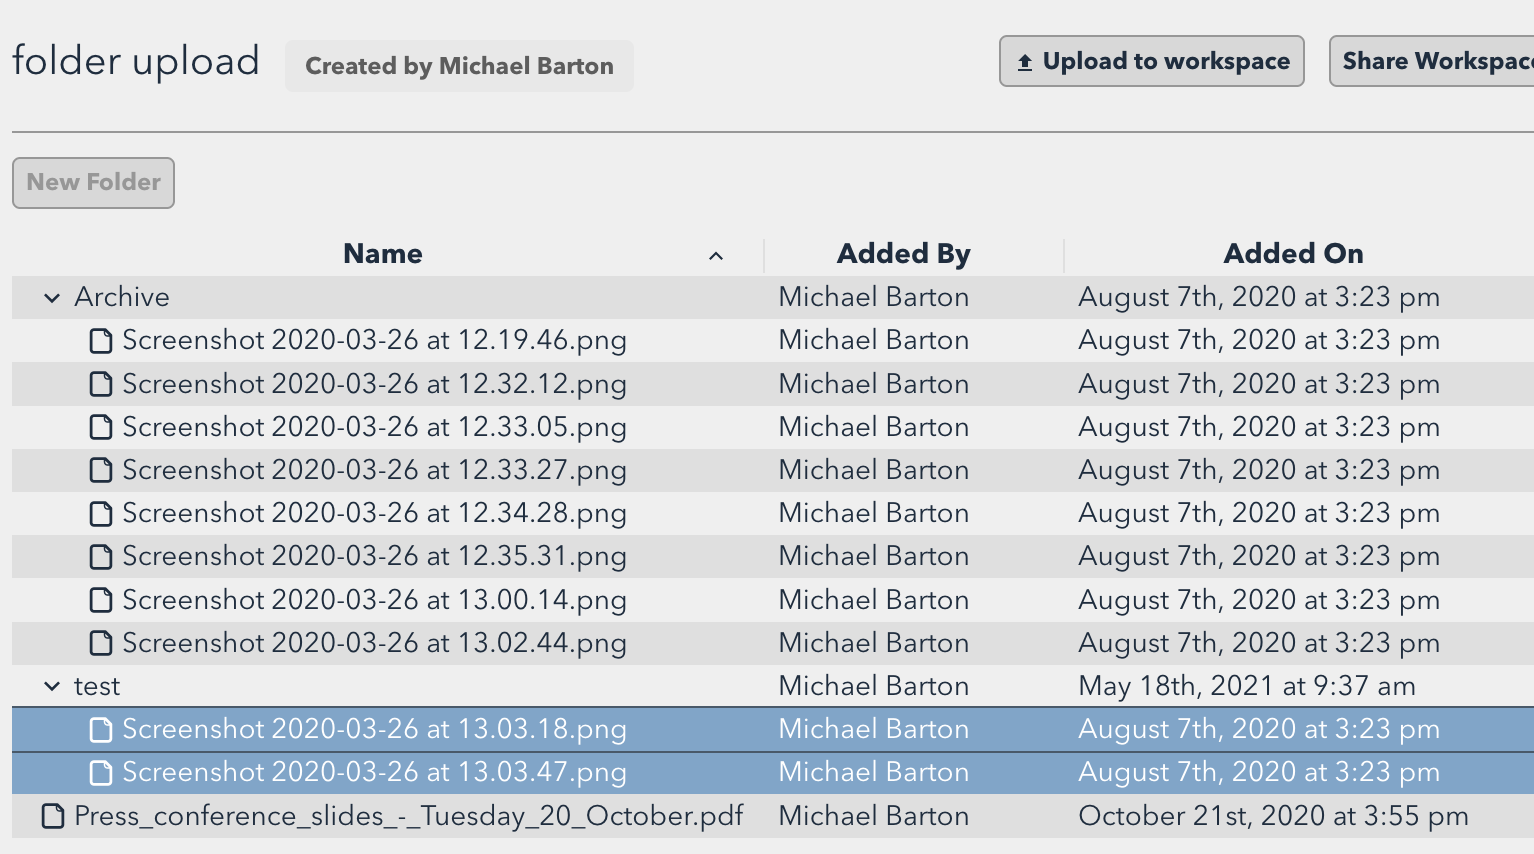 folder upload Created by Michael Barton Upload to workspace Share Workspac
New Folder
Name Added By Added On
Archive Michael Barton August 7th, 2020 at 3:23 pm
Screenshot 2020-03-26 at 12.19.46.png Michael Barton August 7th, 2020 at 3:23 pm
Screenshot 2020-03-26 at 12.32.12.png Michael Barton August 7th, 2020 at 3:23 pm
Screenshot 2020-03-26 at 12.33.05.png Michael Barton August 7th, 2020 at 3:23 pm
Screenshot 2020-03-26 at 12.33.27.png Michael Barton August 7th, 2020 at 3:23 pm
Screenshot 2020-03-26 at 12.34.28.png Michael Barton August 7th, 2020 at 3:23 pm
Screenshot 2020-03-26 at 12.35.31.png Michael Barton August 7th, 2020 at 3:23 pm
Screenshot 2020-03-26 at 13.00.14.png Michael Barton August 7th, 2020 at 3:23 pm
Screenshot 2020-03-26 at 13.02.44.png Michael Barton August 7th, 2020 at 3:23 pm
test Michael Barton May 18th, 2021 at 9:37 am
Screenshot 2020-03-26 at 13.03.18.png Michael Barton August 7th, 2020 at 3:23 pm
Screenshot 2020-03-26 at 13.03.47.png Michael Barton August 7th, 2020 at 3:23 pm
Press_conference_slides_-_Tuesday_20_October.pdf Michael Barton October 21st, 2020 at 3:55 pm